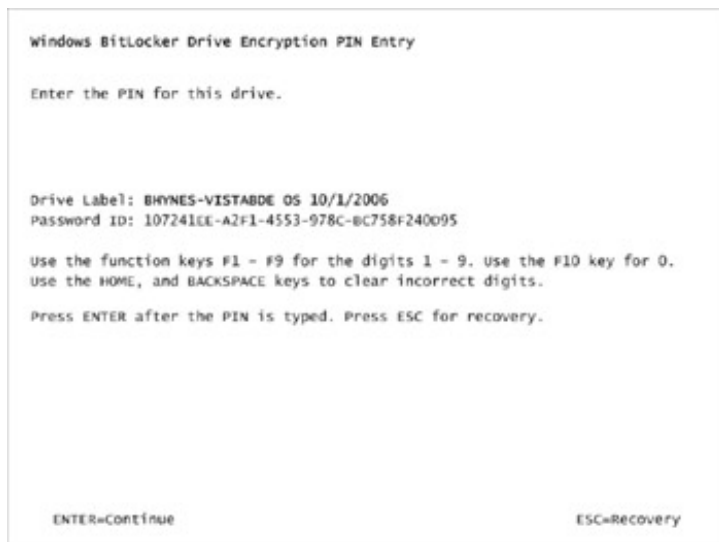 Windows BitLocker Drive Encryption PIN Entry
Enter the PIN for this drive.
Drive Label: BHYNES-VISTABDE OS 10/1/2006
Password ID: 107241EE-A2F1-4553-978C-BC758F240D95
Use the function keys F1 - F9 for the digits 1 - 9. Use the F10 key for 0.
Use the HOME, and BACKSPACE keys to clear incorrect digits.
Press ENTER after the PIN is typed. Press ESC for recovery.
ENTER=Continue ESC=Recovery